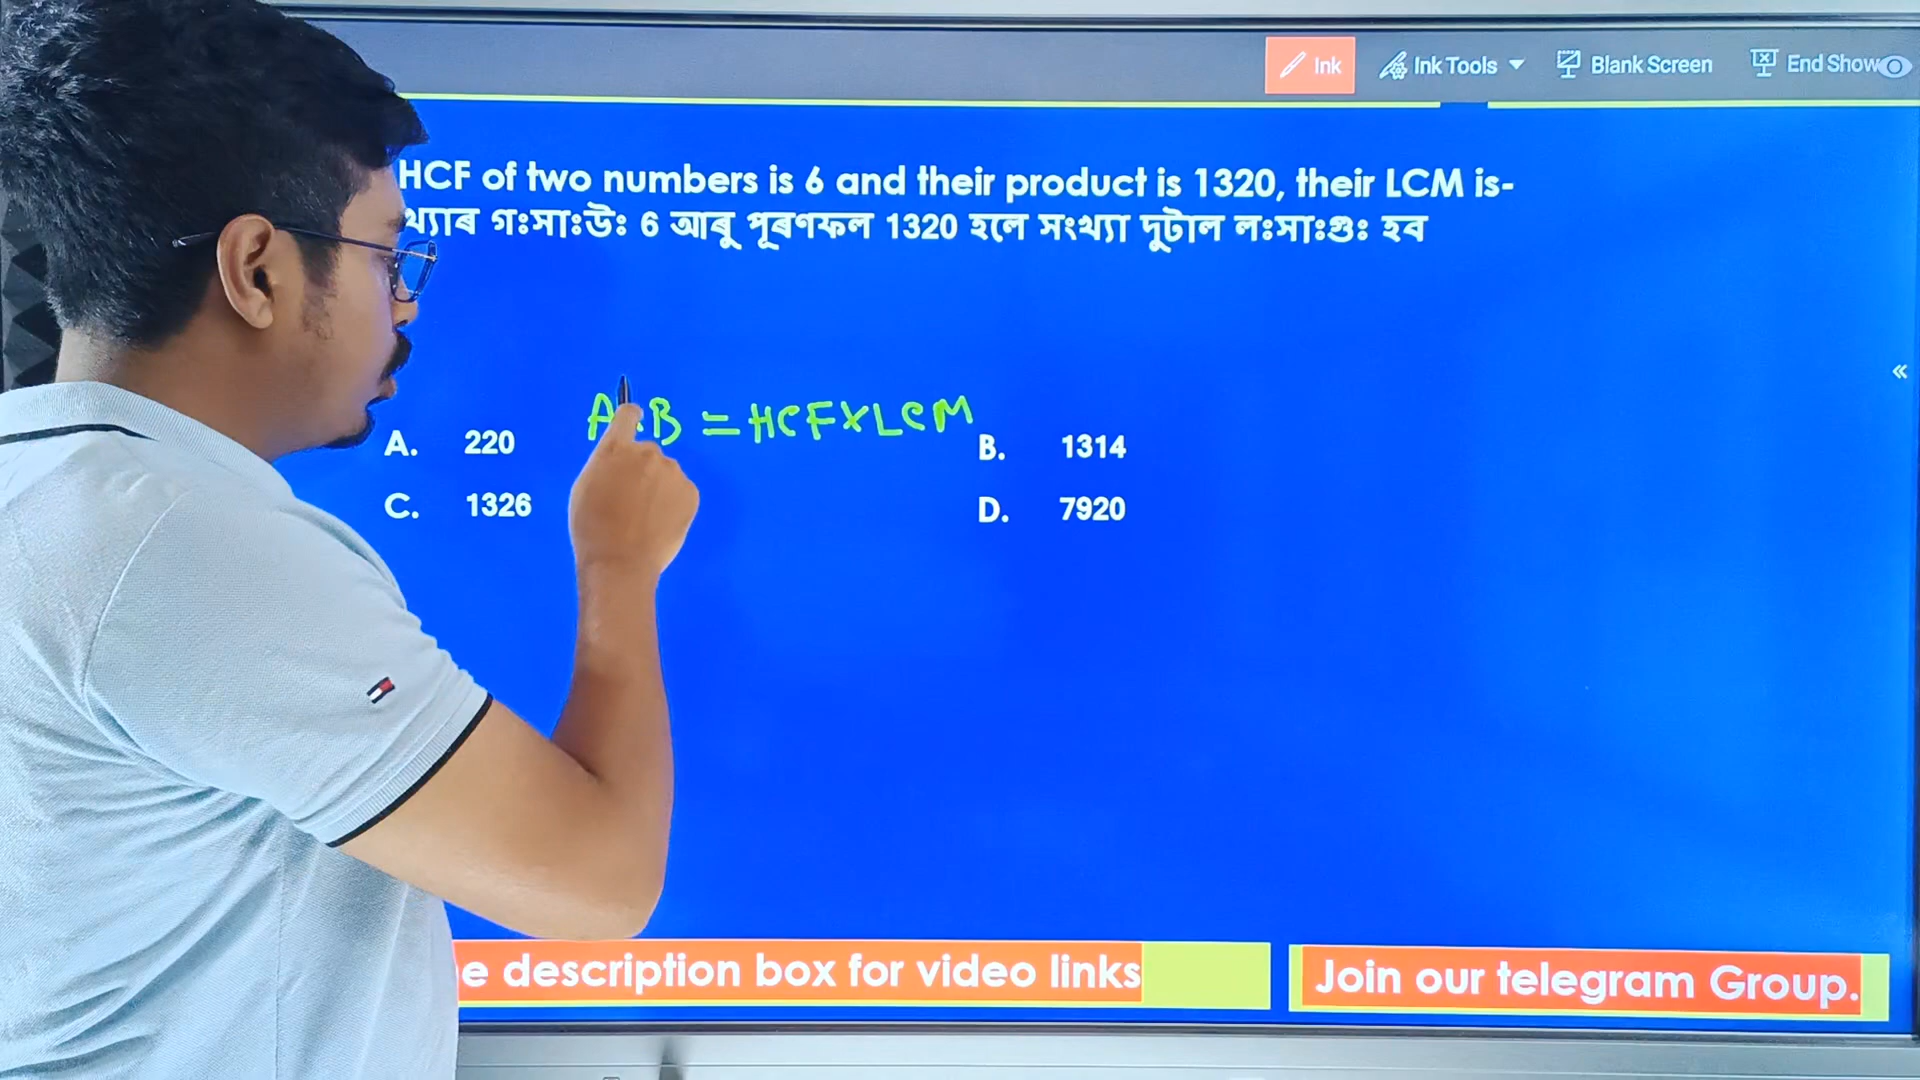 Ink Ink Tools Blank Screen End Show
HCF of two numbers is 6 and their product is 1320, their LCM is-
খ্যাৰ গঃসাঃউঃ 6 আৰু পূৰণফল 1320 হলে সংখ্যা দুটাল লঃসাঃগুঃ হব
A×B = HCF×LCM
A. 220 B. 1314
C. 1326 D. 7920
e description box for video links Join our telegram Group.